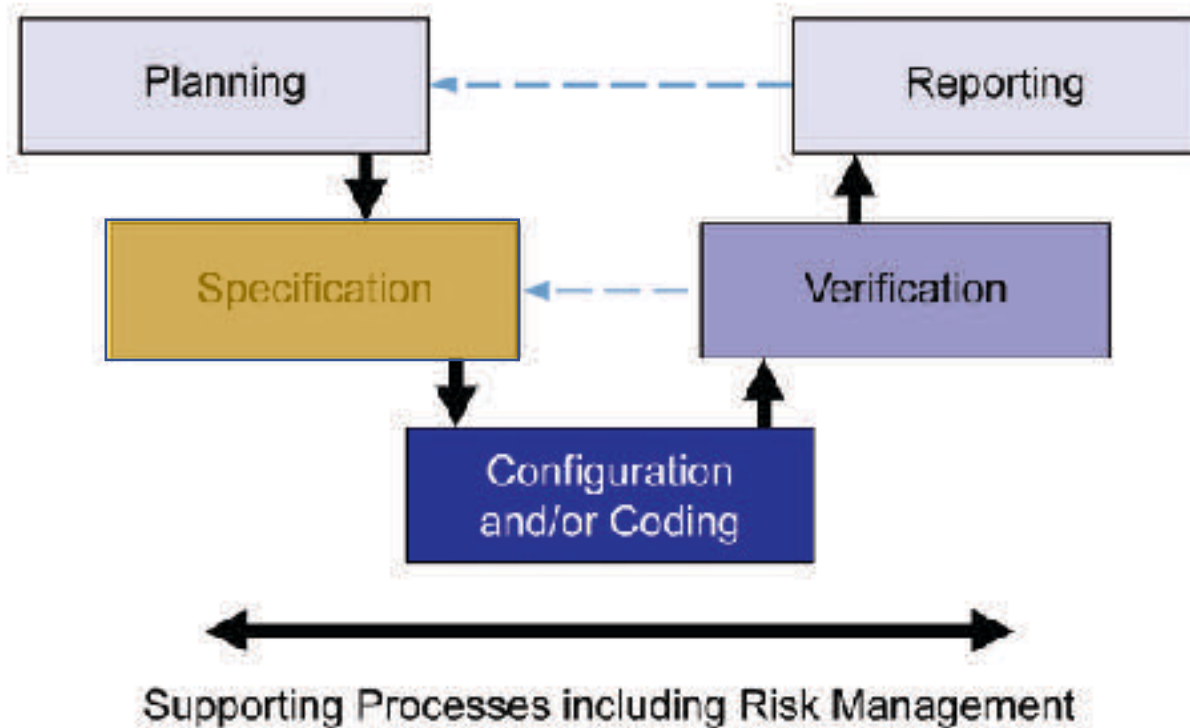 Planning
Reporting
Specification
Verification
Configuration
and/or Coding
Supporting Processes including Risk Management